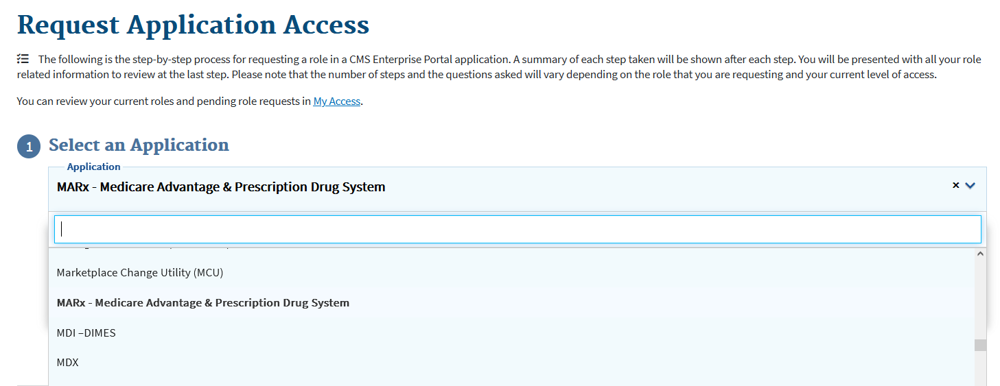 Request Application Access
The following is the step-by-step process for requesting a role in a CMS Enterprise Portal application. A summary of each step taken will be shown after each step. You will be presented with all your role
related information to review at the last step. Please note that the number of steps and the questions asked will vary depending on the role that you are requesting and your current level of access.
You can review your current roles and pending role requests in My Access.
1 Select an Application
Application
MARx - Medicare Advantage & Prescription Drug System
Marketplace Change Utility (MCU)
MARx - Medicare Advantage & Prescription Drug System
MDI –DIMES
MDX